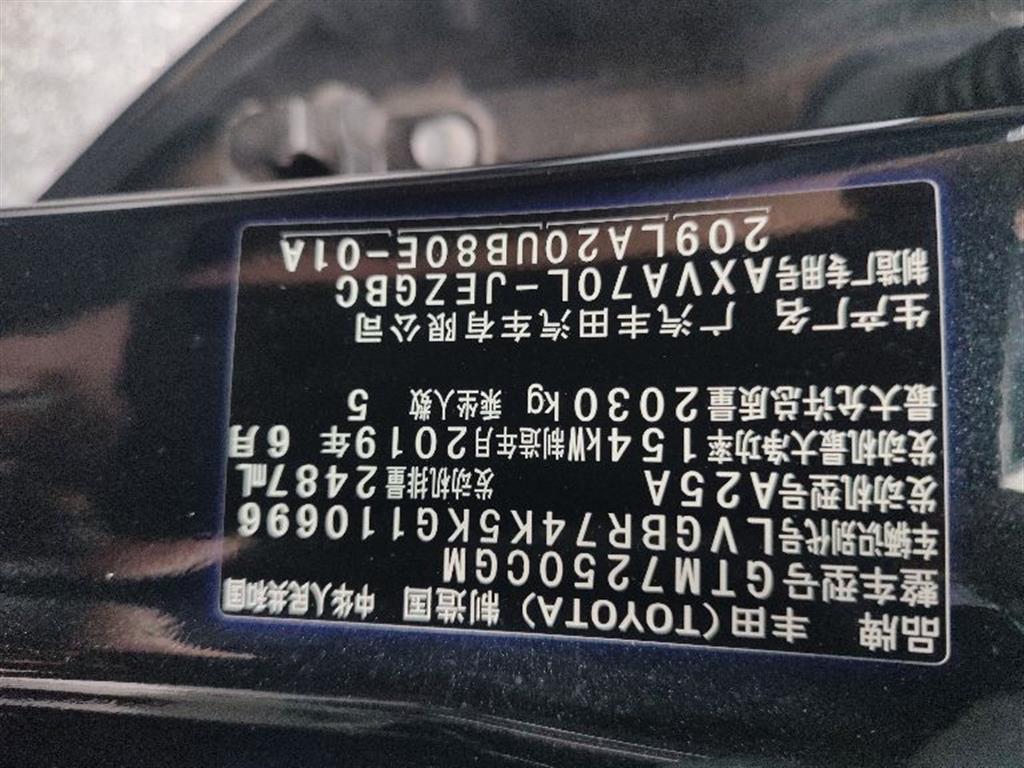 品牌 丰田(TOYOTA) 制造国 中华人民共和国
整车型号GTM7250CGM
车辆识别代号LVGBR74K5KG110696
发动机型号A25A 发动机排量2487mL
发动机最大净功率154kW制造年月2019年 6月
最大允许总质量2030kg 乘坐人数 5
生产厂名 广汽丰田汽车有限公司
制造厂专用号AXVA70L-JEZGBC
209LA20UB80E-01A